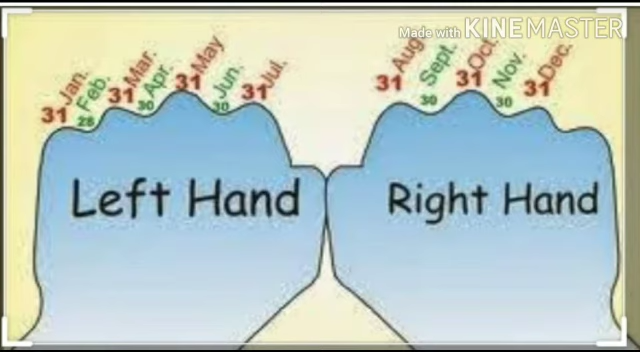 Made with KINEMASTER
31 Jan.
28 Feb.
31 Mar.
30 Apr.
31 May
30 Jun.
31 Jul.
31 Aug
30 Sept.
31 Oct.
30 Nov.
31 Dec.
Left Hand
Right Hand